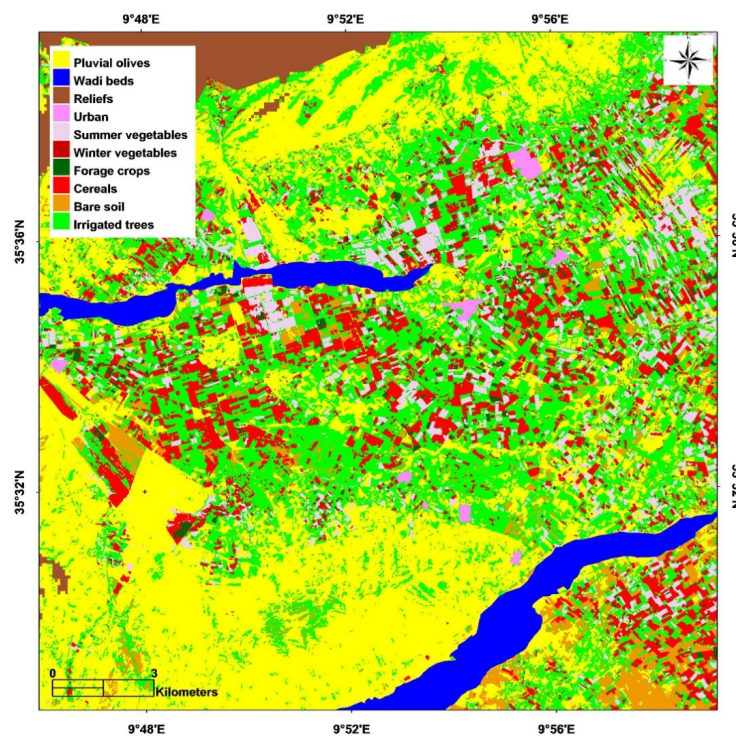 9°48'E 9°52'E 9°56'E
Pluvial olives
Wadi beds
Reliefs
Urban
Summer vegetables
Winter vegetables
Forage crops
Cereals
Bare soil
Irrigated trees
35°36'N
35°32'N
0 3
Kilometers
9°48'E 9°52'E 9°56'E